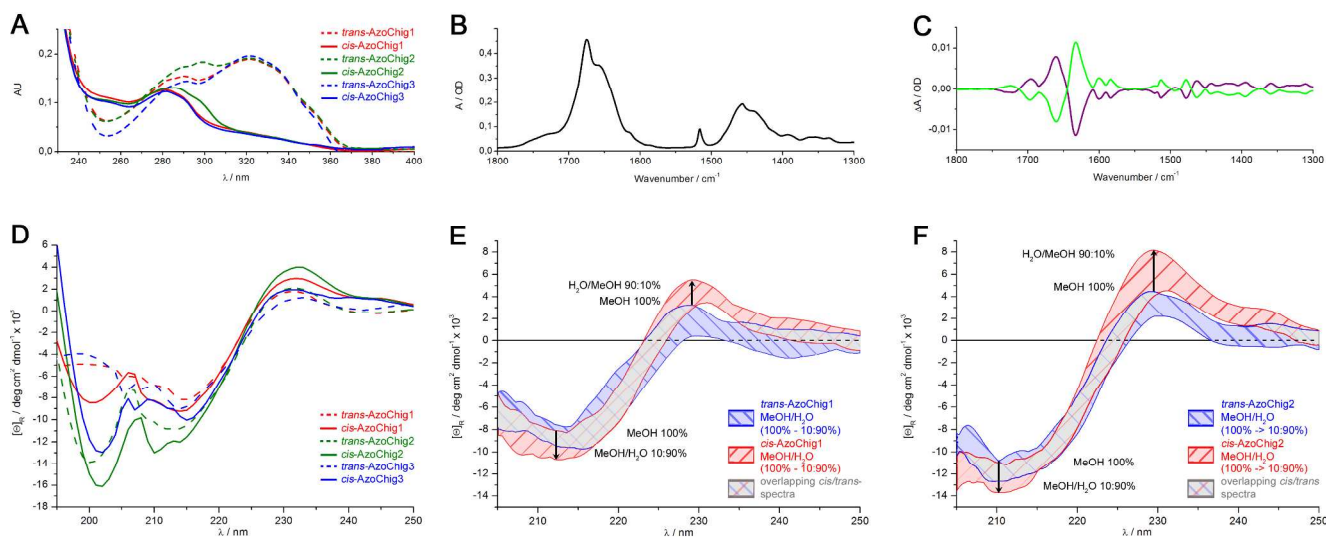 A
AU
0,2
0,1
0,0
240 260 280 300 320 340 360 380 400
λ / nm
trans-AzoChig1
cis-AzoChig1
trans-AzoChig2
cis-AzoChig2
trans-AzoChig3
cis-AzoChig3
B
A / OD
0,4
0,2
0,0
1800 1700 1600 1500 1400 1300
Wavenumber / cm⁻¹
C
ΔA / OD
0,01
0,00
-0,01
1800 1700 1600 1500 1400 1300
Wavenumber / cm⁻¹
D
[Θ]R / deg cm² dmol⁻¹ x 10³
6
4
2
0
-2
-4
-6
-8
-10
-12
-14
-16
-18
200 210 220 230 240 250
λ / nm
trans-AzoChig1
cis-AzoChig1
trans-AzoChig2
cis-AzoChig2
trans-AzoChig3
cis-AzoChig3
E
[Θ]R / deg cm² dmol⁻¹ x 10³
8
6
4
2
0
-2
-4
-6
-8
-10
-12
-14
210 220 230 240 250
λ / nm
H₂O/MeOH 90:10%
MeOH 100%
MeOH 100%
MeOH/H₂O 10:90%
trans-AzoChig1
MeOH/H₂O
(100% - 10:90%)
cis-AzoChig1
MeOH/H₂O
(100% - 10:90%)
overlapping cis/trans-
spectra
F
[Θ]R / deg cm² dmol⁻¹ x 10³
8
6
4
2
0
-2
-4
-6
-8
-10
-12
-14
210 220 230 240 250
λ / nm
H₂O/MeOH 90:10%
MeOH 100%
MeOH 100%
MeOH/H₂O 10:90%
trans-AzoChig2
MeOH/H₂O
(100% -> 10:90%)
cis-AzoChig2
MeOH/H₂O
(100% -> 10:90%)
overlapping cis/trans
spectra